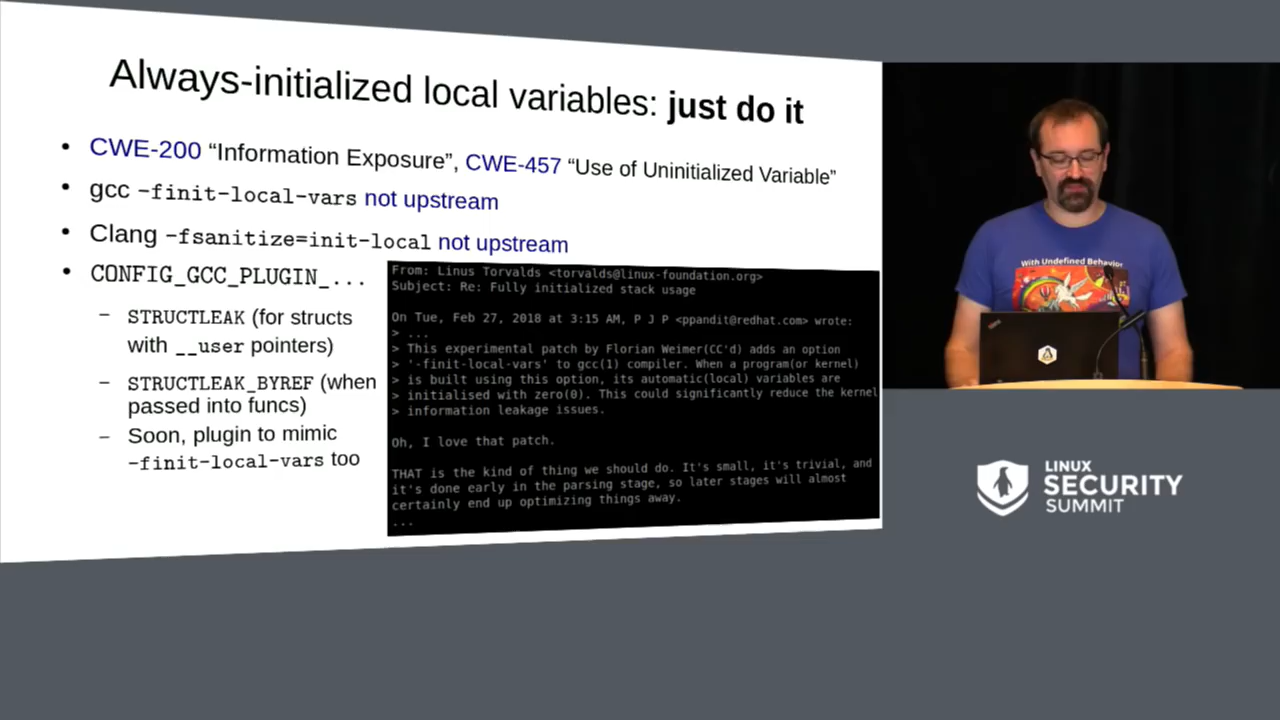 Always-initialized local variables: just do it
• CWE-200 “Information Exposure”, CWE-457 “Use of Uninitialized Variable”
• gcc -finit-local-vars not upstream
• Clang -fsanitize=init-local not upstream
• CONFIG_GCC_PLUGIN_...
– STRUCTLEAK (for structs
with __user pointers)
– STRUCTLEAK_BYREF (when
passed into funcs)
– Soon, plugin to mimic
-finit-local-vars too
From: Linus Torvalds <torvalds@linux-foundation.org>
Subject: Re: Fully initialized stack usage
On Tue, Feb 27, 2018 at 3:15 AM, P J P <ppandit@redhat.com> wrote:
> ...
> This experimental patch by Florian Weimer(CC'd) adds an option
> '-finit-local-vars' to gcc(1) compiler. When a program(or kernel)
> is built using this option, its automatic(local) variables are
> initialised with zero(0). This could significantly reduce the kernel
> information leakage issues.
Oh, I love that patch.
THAT is the kind of thing we should do. It's small, it's trivial, and
it's done early in the parsing stage, so later stages will almost
certainly end up optimizing things away.
...
With Undefined Behavior
LINUX
SECURITY
SUMMIT